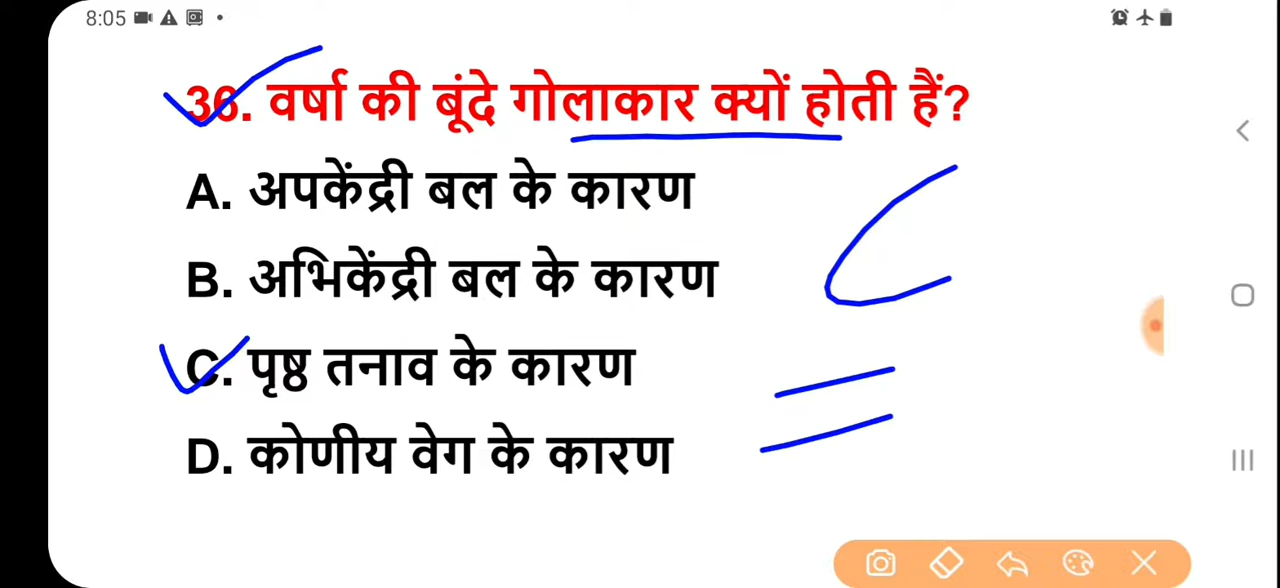 8:05
36. वर्षा की बूंदे गोलाकार क्यों होती हैं?
A. अपकेंद्री बल के कारण
B. अभिकेंद्री बल के कारण
C. पृष्ठ तनाव के कारण
D. कोणीय वेग के कारण